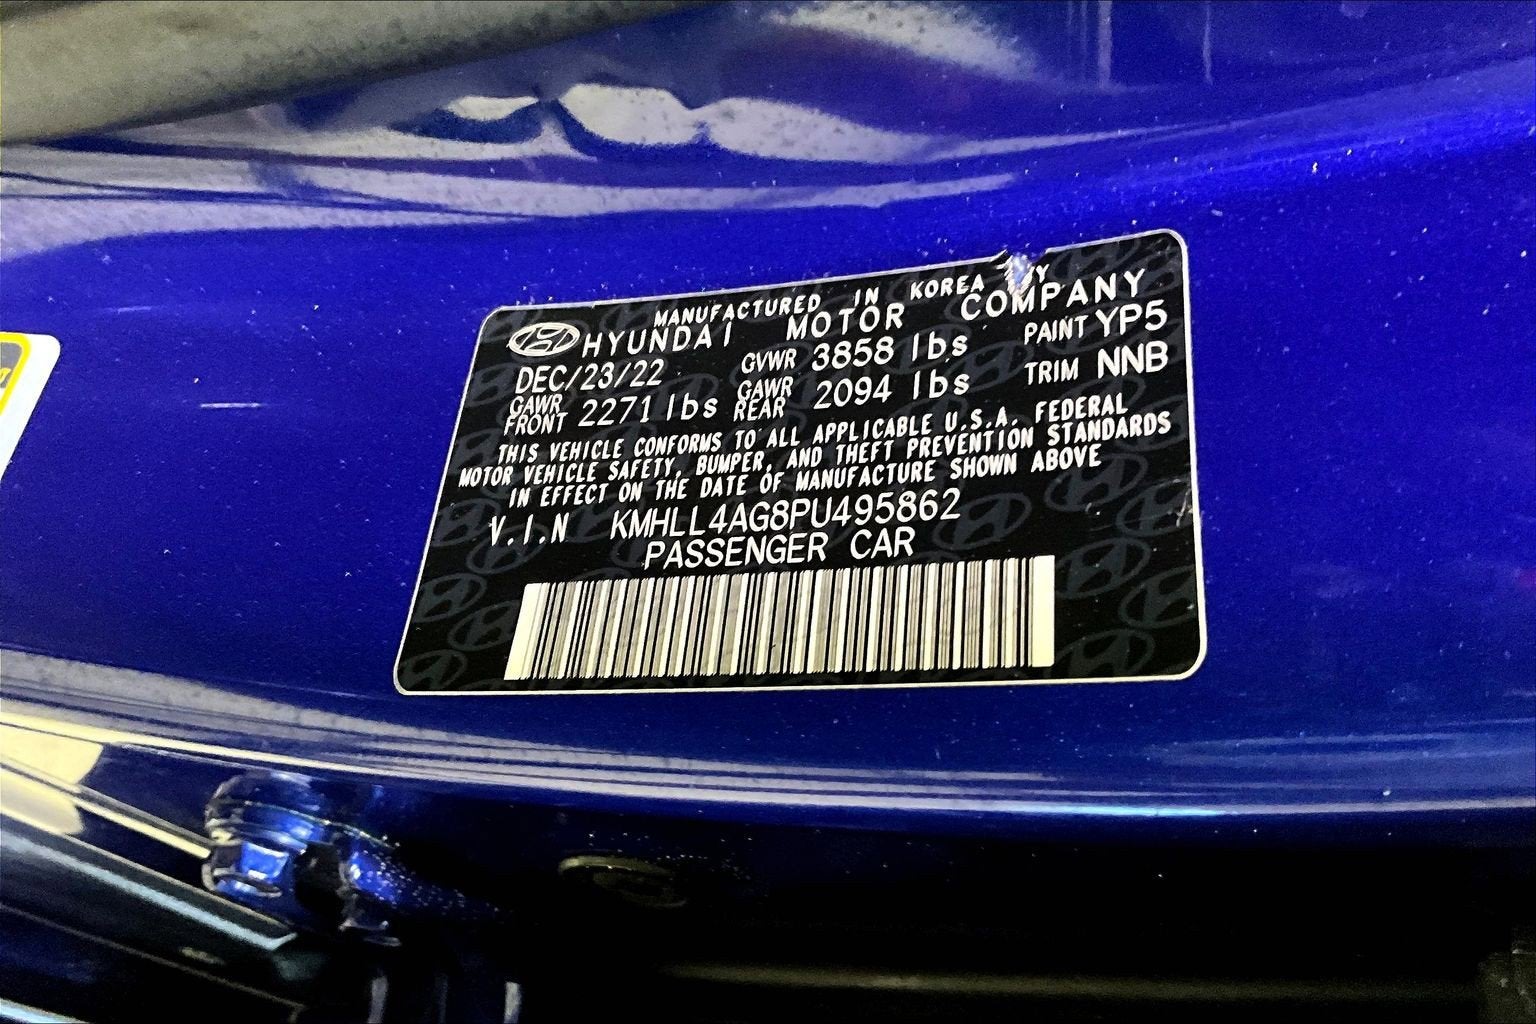 MANUFACTURED IN KOREA BY
HYUNDAI MOTOR COMPANY
DEC/23/22 GVWR 3858 lbs PAINT YP5
GAWR FRONT 2271 lbs GAWR REAR 2094 lbs TRIM NNB
THIS VEHICLE CONFORMS TO ALL APPLICABLE U.S.A. FEDERAL
MOTOR VEHICLE SAFETY, BUMPER, AND THEFT PREVENTION STANDARDS
IN EFFECT ON THE DATE OF MANUFACTURE SHOWN ABOVE
V.I.N KMHLL4AG8PU495862
PASSENGER CAR